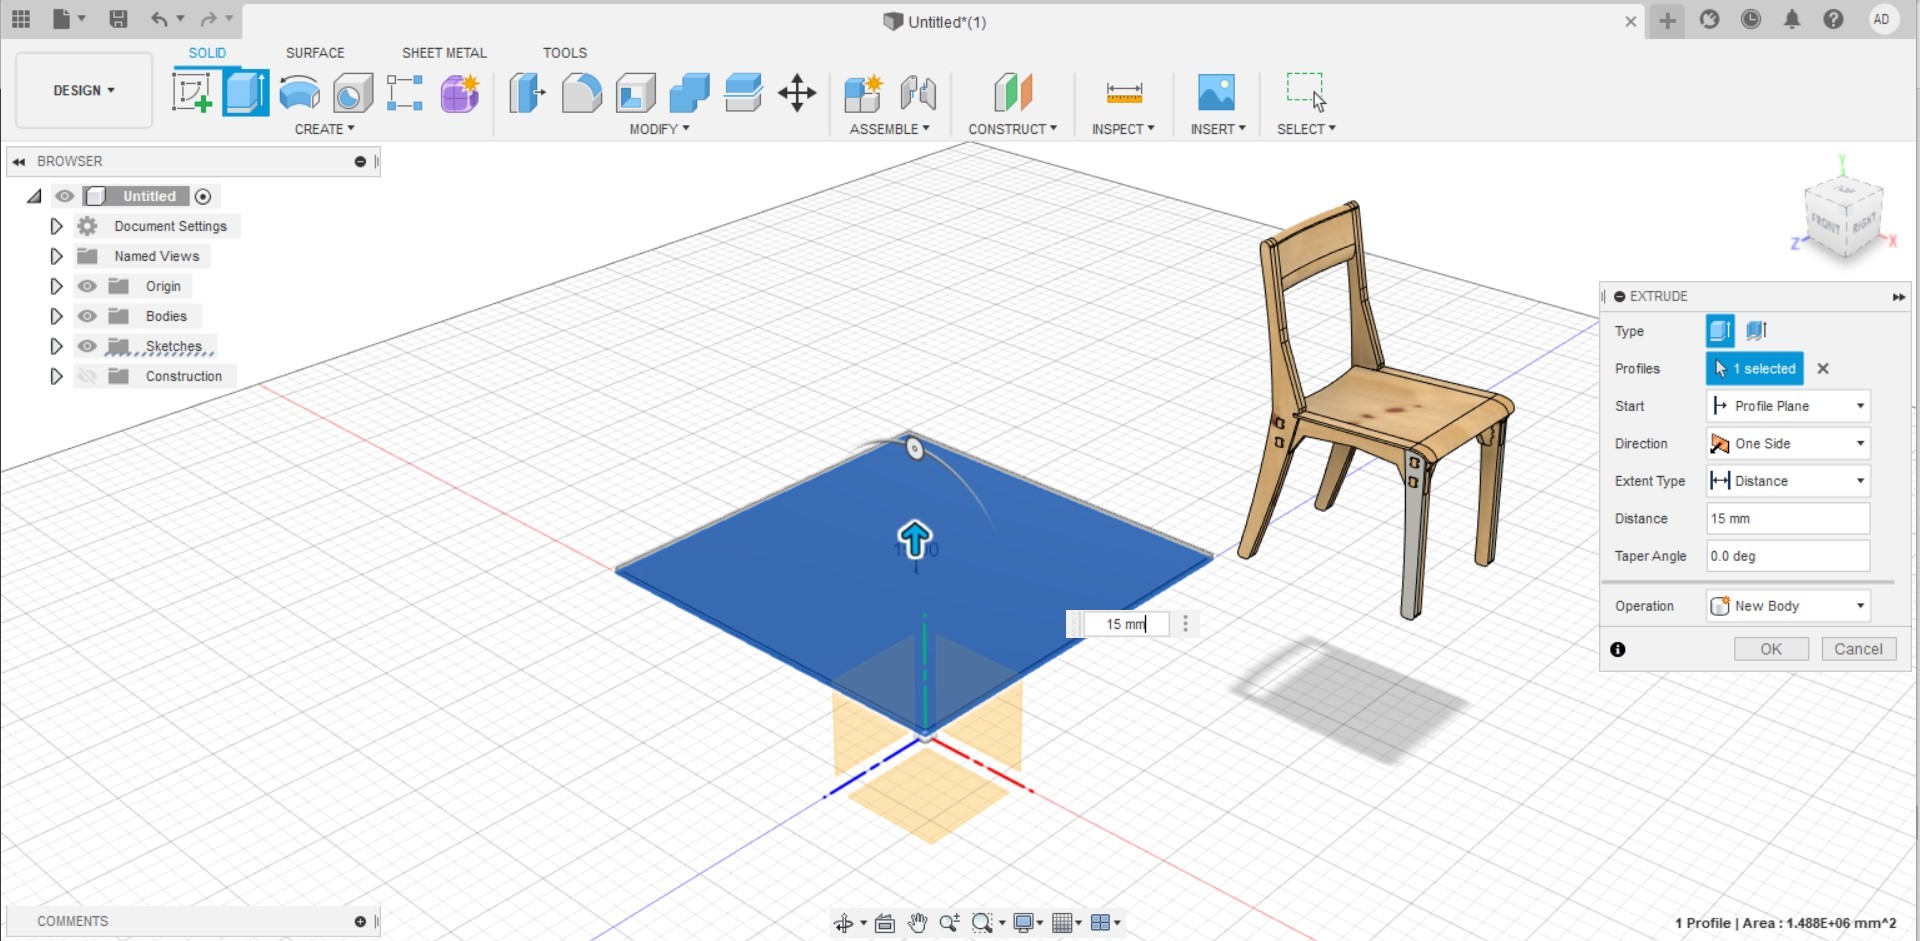 Untitled*(1)
AD
DESIGN
SOLID
SURFACE
SHEET METAL
TOOLS
CREATE
MODIFY
ASSEMBLE
CONSTRUCT
INSPECT
INSERT
SELECT
BROWSER
Untitled
Document Settings
Named Views
Origin
Bodies
Sketches
Construction
Y
FRONT
RIGHT
Z
X
EXTRUDE
Type
Profiles
1 selected
Start
Profile Plane
Direction
One Side
Extent Type
Distance
Distance
15 mm
Taper Angle
0.0 deg
Operation
New Body
OK
Cancel
15 mm
COMMENTS
1 Profile | Area : 1.488E+06 mm^2